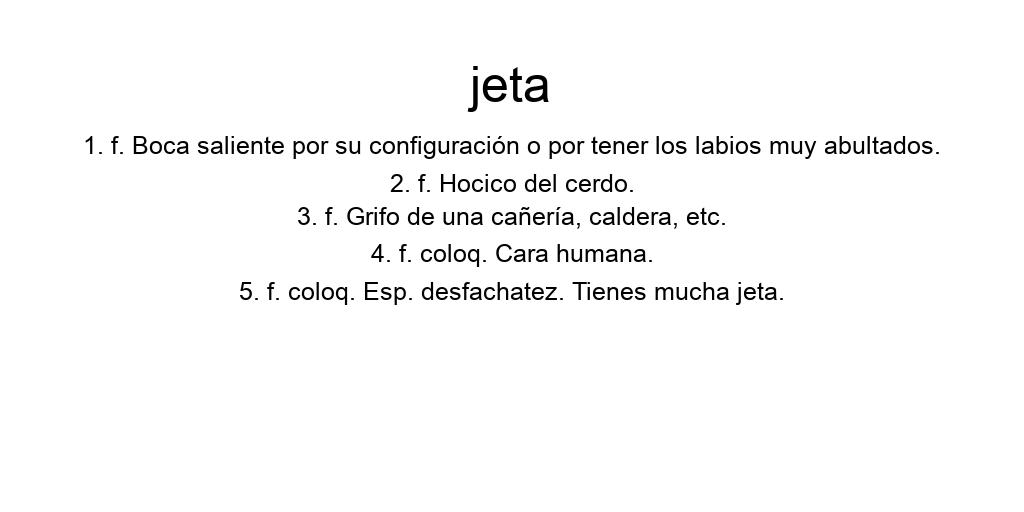 jeta
1. f. Boca saliente por su configuración o por tener los labios muy abultados.
2. f. Hocico del cerdo.
3. f. Grifo de una cañería, caldera, etc.
4. f. coloq. Cara humana.
5. f. coloq. Esp. desfachatez. Tienes mucha jeta.